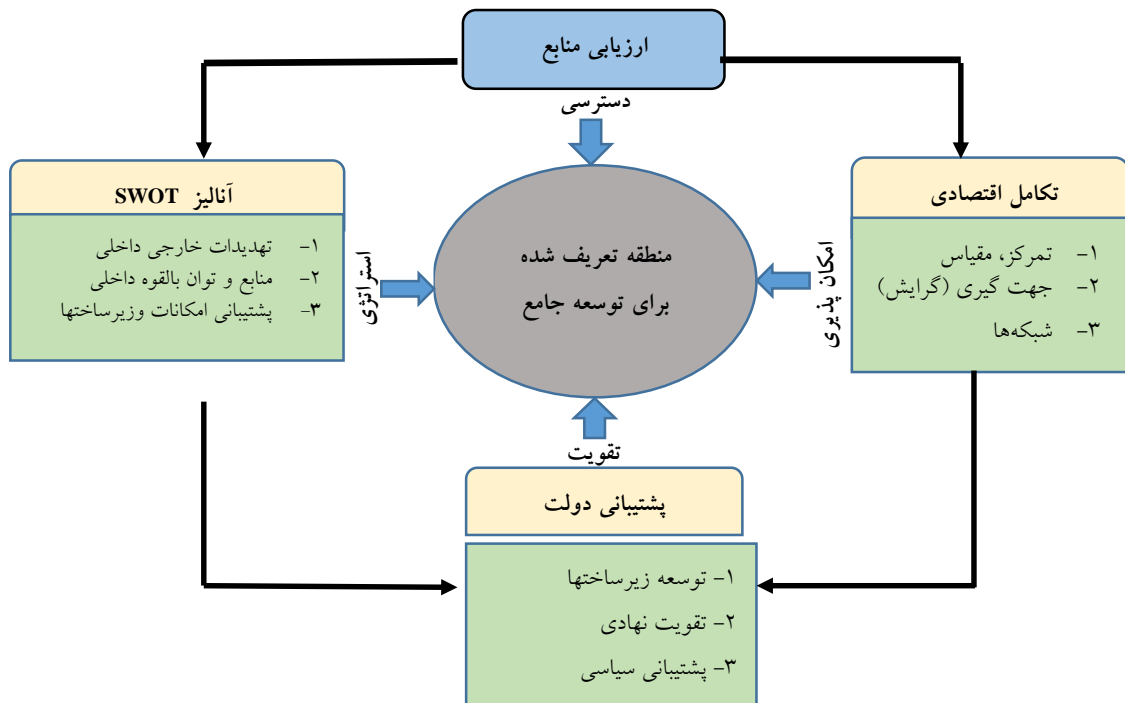 ارزیابی منابع
دسترسی
تکامل اقتصادی
۱- تمرکز، مقیاس
۲- جهت گیری (گرایش)
۳- شبکه‌ها
امکان پذیری
منطقه تعریف شده
برای توسعه جامع
استراتژی
آنالیز SWOT
۱- تهدیدات خارجی داخلی
۲- منابع و توان بالقوه داخلی
۳- پشتیبانی امکانات وزیرساختها
تقویت
پشتیبانی دولت
۱- توسعه زیرساختها
۲- تقویت نهادی
۳- پشتیبانی سیاسی